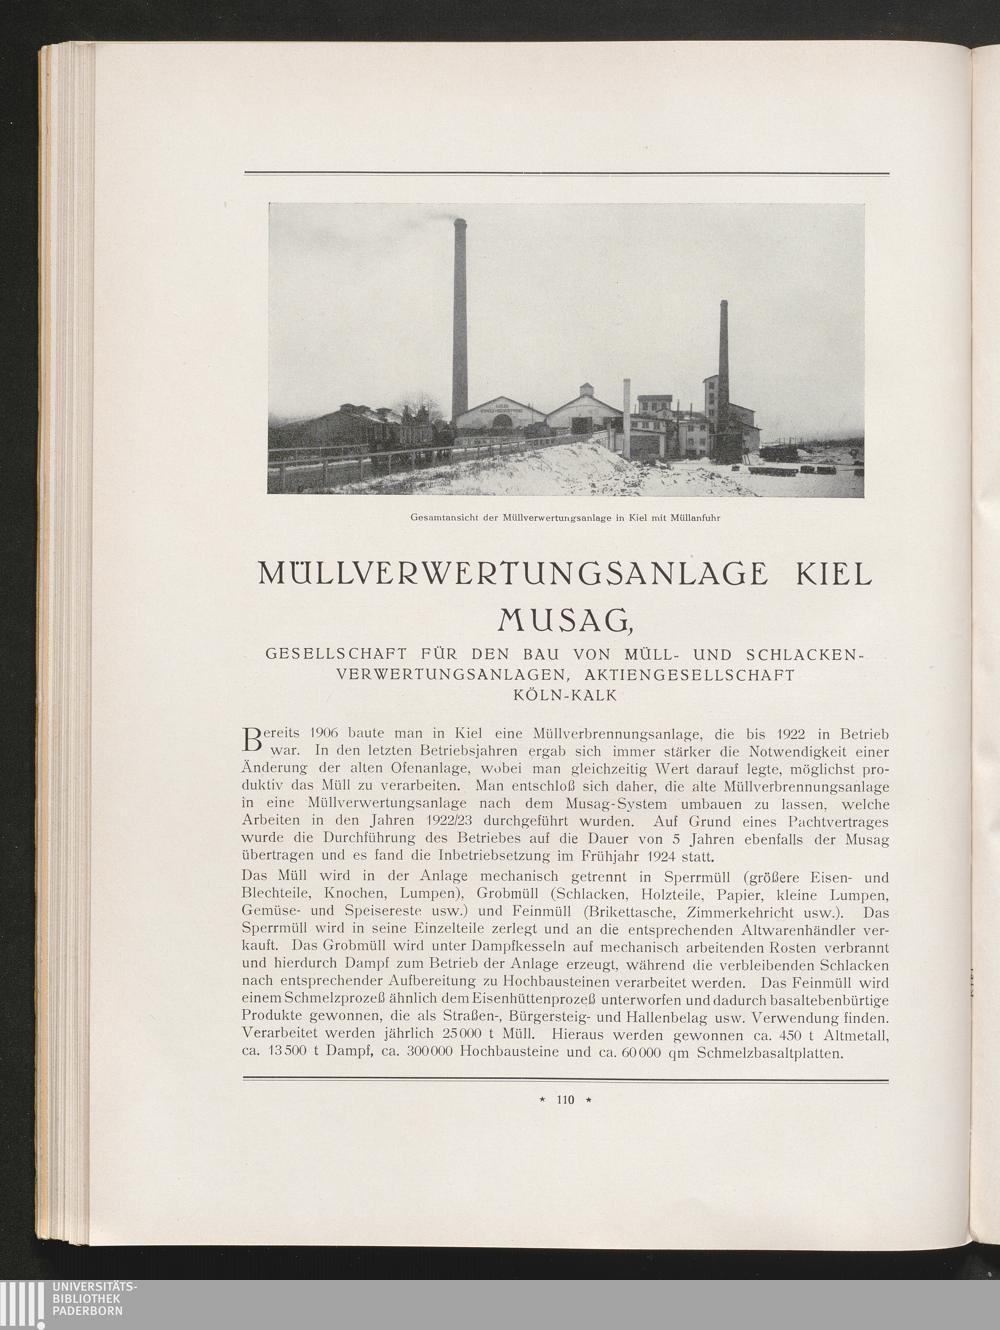 Gesamtansicht der Müllverwertungsanlage in Kiel mit Müllanfuhr
MÜLLVERWERTUNGSANLAGE KIEL
MUSAG,
GESELLSCHAFT FÜR DEN BAU VON MÜLL- UND SCHLACKEN-
VERWERTUNGSANLAGEN, AKTIENGESELLSCHAFT
KÖLN-KALK
Bereits 1906 baute man in Kiel eine Müllverbrennungsanlage, die bis 1922 in Betrieb
war. In den letzten Betriebsjahren ergab sich immer stärker die Notwendigkeit einer
Änderung der alten Ofenanlage, wobei man gleichzeitig Wert darauf legte, möglichst pro-
duktiv das Müll zu verarbeiten. Man entschloß sich daher, die alte Müllverbrennungsanlage
in eine Müllverwertungsanlage nach dem Musag-System umbauen zu lassen, welche
Arbeiten in den Jahren 1922/23 durchgeführt wurden. Auf Grund eines Pachtvertrages
wurde die Durchführung des Betriebes auf die Dauer von 5 Jahren ebenfalls der Musag
übertragen und es fand die Inbetriebsetzung im Frühjahr 1924 statt.
Das Müll wird in der Anlage mechanisch getrennt in Sperrmüll (größere Eisen- und
Blechteile, Knochen, Lumpen), Grobmüll (Schlacken, Holzteile, Papier, kleine Lumpen,
Gemüse- und Speisereste usw.) und Feinmüll (Brikettasche, Zimmerkehricht usw.). Das
Sperrmüll wird in seine Einzelteile zerlegt und an die entsprechenden Altwarenhändler ver-
kauft. Das Grobmüll wird unter Dampfkesseln auf mechanisch arbeitenden Rosten verbrannt
und hierdurch Dampf zum Betrieb der Anlage erzeugt, während die verbleibenden Schlacken
nach entsprechender Aufbereitung zu Hochbausteinen verarbeitet werden. Das Feinmüll wird
einem Schmelzprozeß ähnlich dem Eisenhüttenprozeß unterworfen und dadurch basaltebenbürtige
Produkte gewonnen, die als Straßen-, Bürgersteig- und Hallenbelag usw. Verwendung finden.
Verarbeitet werden jährlich 25000 t Müll. Hieraus werden gewonnen ca. 450 t Altmetall,
ca. 13500 t Dampf, ca. 300000 Hochbausteine und ca. 60000 qm Schmelzbasaltplatten.
* 110 *
UNIVERSITÄTS-
BIBLIOTHEK
PADERBORN